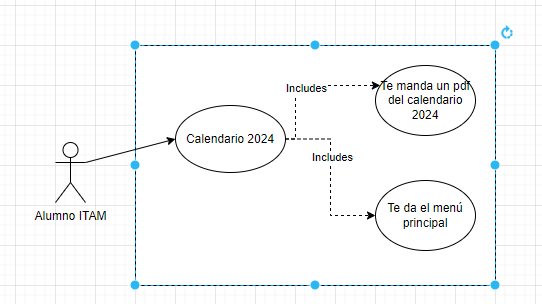 Includes
Te manda un pdf
del calendario
2024
Calendario 2024
Includes
Te da el menú
principal
Alumno ITAM